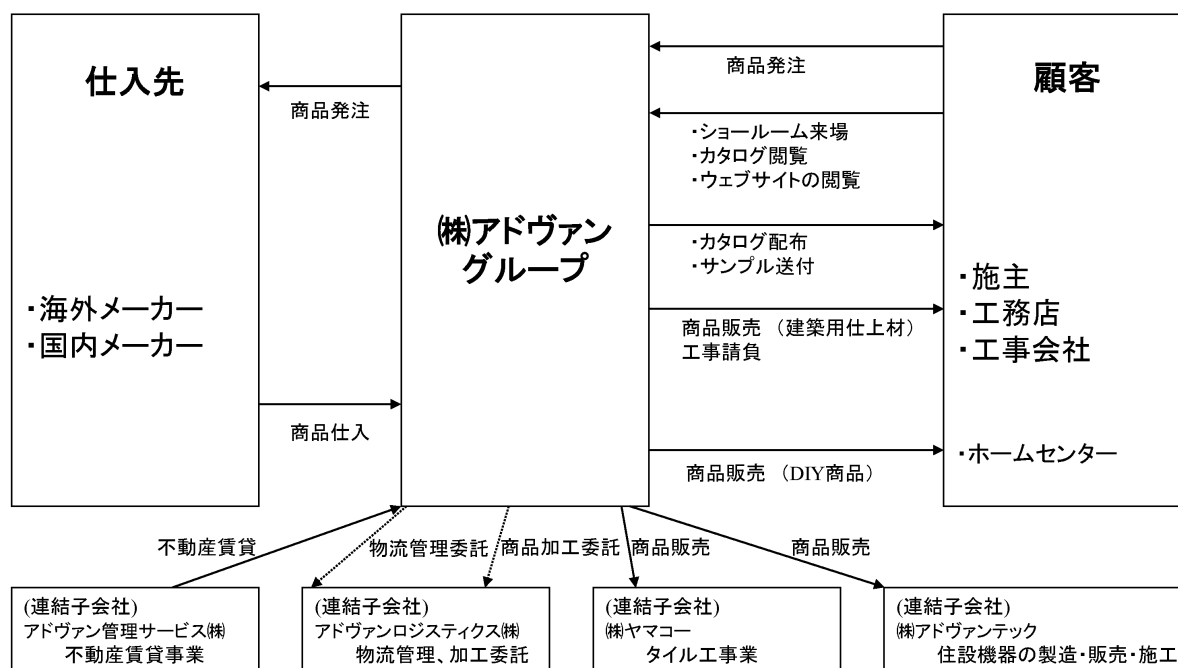 仕入先
・海外メーカー
・国内メーカー
商品発注
商品仕入
㈱アドヴァン
グループ
商品発注
・ショールーム来場
・カタログ閲覧
・ウェブサイトの閲覧
・カタログ配布
・サンプル送付
商品販売 （建築用仕上材）
工事請負
商品販売 （DIY商品）
顧客
・施主
・工務店
・工事会社
・ホームセンター
不動産賃貸
物流管理委託
商品加工委託
商品販売
商品販売
(連結子会社)
アドヴァン管理サービス㈱
不動産賃貸事業
(連結子会社)
アドヴァンロジスティクス㈱
物流管理、加工委託
(連結子会社)
㈱ヤマコー
タイル工事業
(連結子会社)
㈱アドヴァンテック
住設機器の製造・販売・施工